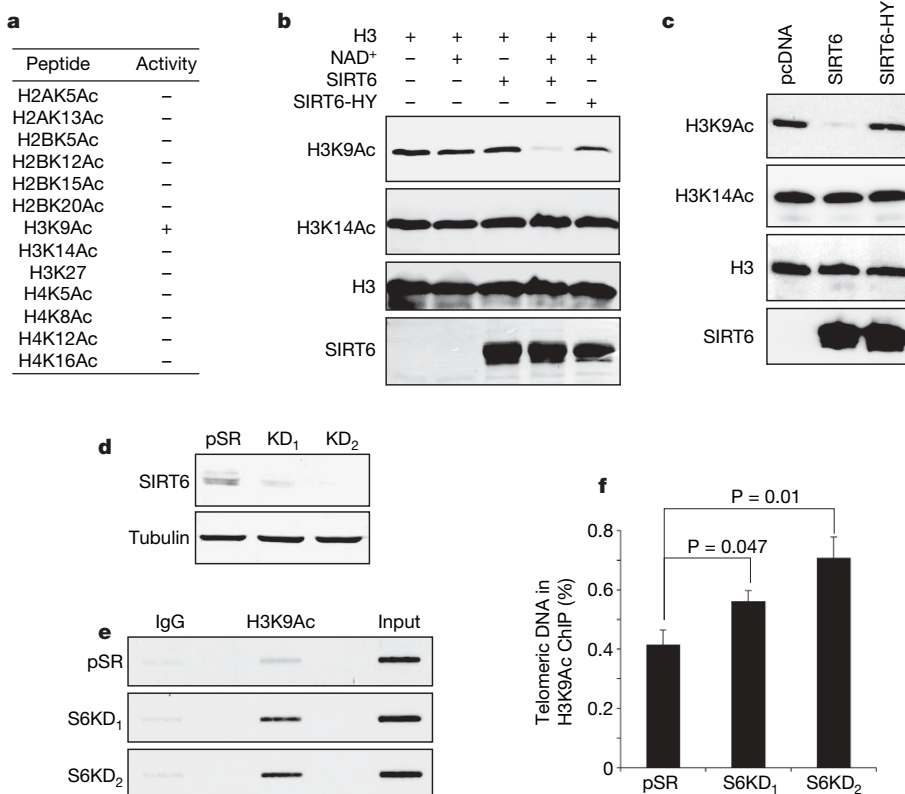 a
Peptide Activity
H2AK5Ac –
H2AK13Ac –
H2BK5Ac –
H2BK12Ac –
H2BK15Ac –
H2BK20Ac –
H3K9Ac +
H3K14Ac –
H3K27 –
H4K5Ac –
H4K8Ac –
H4K12Ac –
H4K16Ac –
b
H3 + + + + +
NAD+ – + – + +
SIRT6 – – + + –
SIRT6-HY – – – – +
H3K9Ac
H3K14Ac
H3
SIRT6
c
pcDNA SIRT6 SIRT6-HY
H3K9Ac
H3K14Ac
H3
SIRT6
d
pSR KD1 KD2
SIRT6
Tubulin
e
IgG H3K9Ac Input
pSR
S6KD1
S6KD2
f
P = 0.01
P = 0.047
Telomeric DNA in
H3K9Ac ChIP (%)
0.8
0.6
0.4
0.2
0
pSR S6KD1 S6KD2